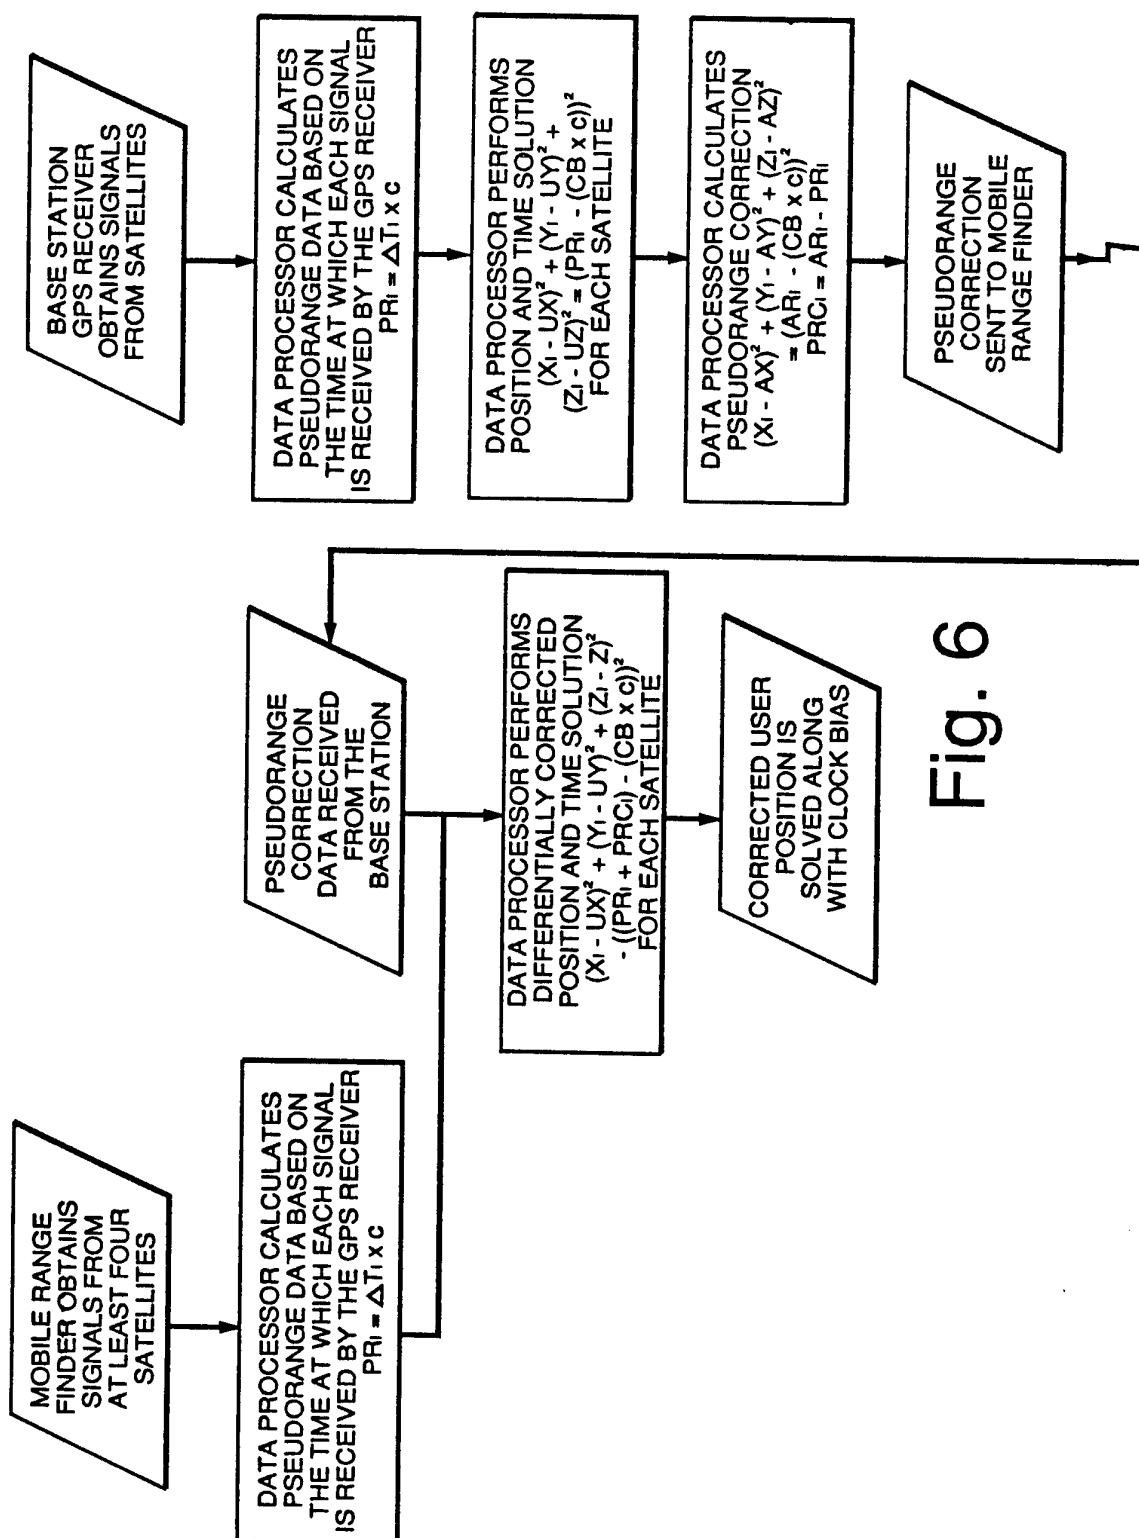 MOBILE RANGE
FINDER OBTAINS
SIGNALS FROM
AT LEAST FOUR
SATELLITES
DATA PROCESSOR CALCULATES
PSEUDORANGE DATA BASED ON
THE TIME AT WHICH EACH SIGNAL
IS RECEIVED BY THE GPS RECEIVER
PRI = ΔTI x c
PSEUDORANGE
CORRECTION
DATA RECEIVED
FROM THE
BASE STATION
DATA PROCESSOR PERFORMS
DIFFERENTIALLY CORRECTED
POSITION AND TIME SOLUTION
(XI - UX)² + (YI - UY)² + (ZI - Z)²
- ((PRI + PRCI) - (CB x c))²
FOR EACH SATELLITE
CORRECTED USER
POSITION IS
SOLVED ALONG
WITH CLOCK BIAS
BASE STATION
GPS RECEIVER
OBTAINS SIGNALS
FROM SATELLITES
DATA PROCESSOR CALCULATES
PSEUDORANGE DATA BASED ON
THE TIME AT WHICH EACH SIGNAL
IS RECEIVED BY THE GPS RECEIVER
PRI = ΔTI x c
DATA PROCESSOR PERFORMS
POSITION AND TIME SOLUTION
(XI - UX)² + (YI - UY)² +
(ZI - UZ)² = (PRI - (CB x c))²
FOR EACH SATELLITE
DATA PROCESSOR CALCULATES
PSEUDORANGE CORRECTION
(XI - AX)² + (YI - AY)² + (ZI - AZ)²
= (ARI - (CB x c))²
PRCI = ARI - PRI
PSEUDORANGE
CORRECTION
SENT TO MOBILE
RANGE FINDER
Fig. 6